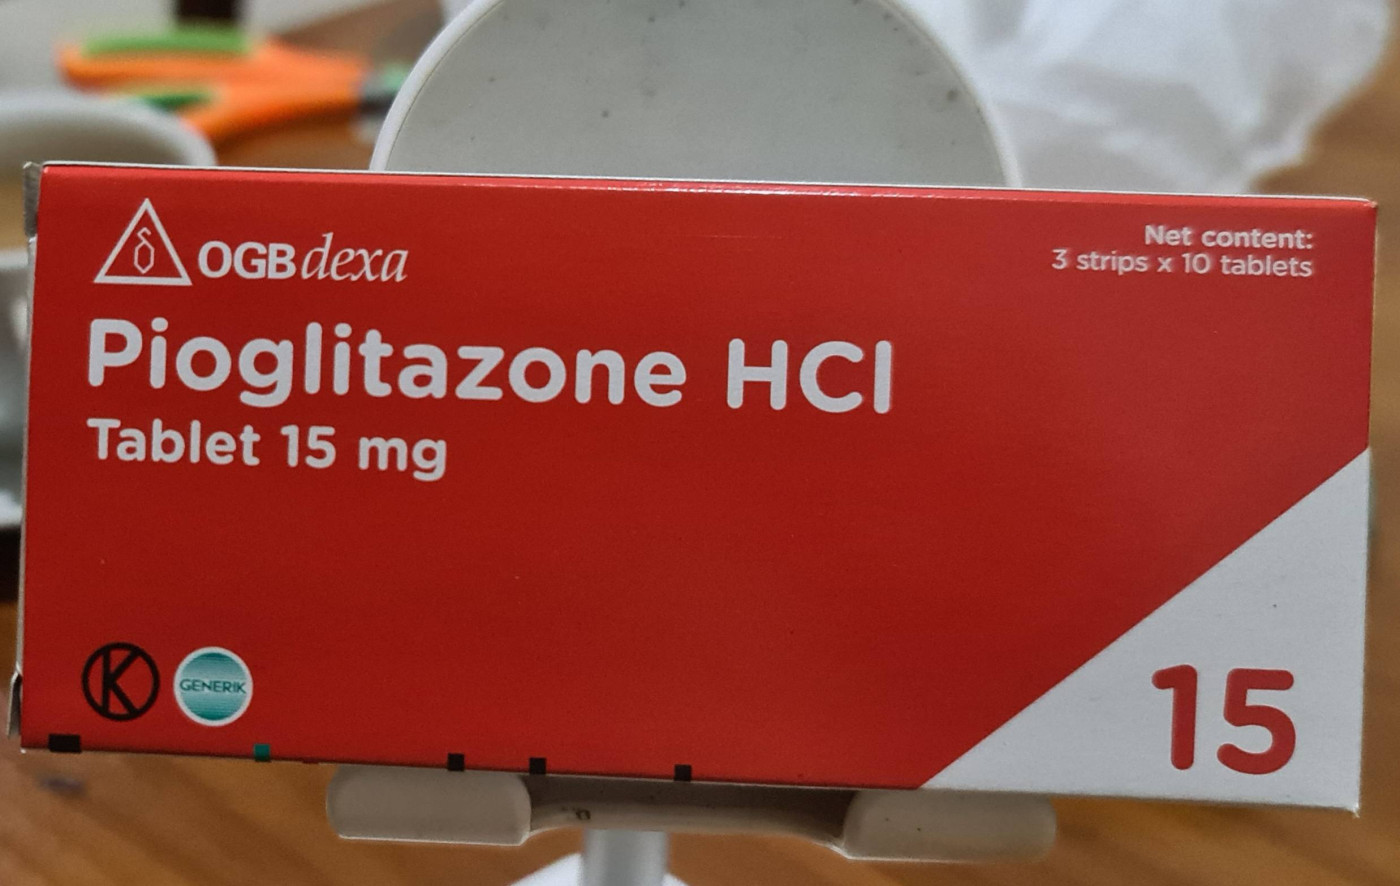 OGBdexa
Net content:
3 strips x 10 tablets
Pioglitazone HCl
Tablet 15 mg
K
GENERIK
15